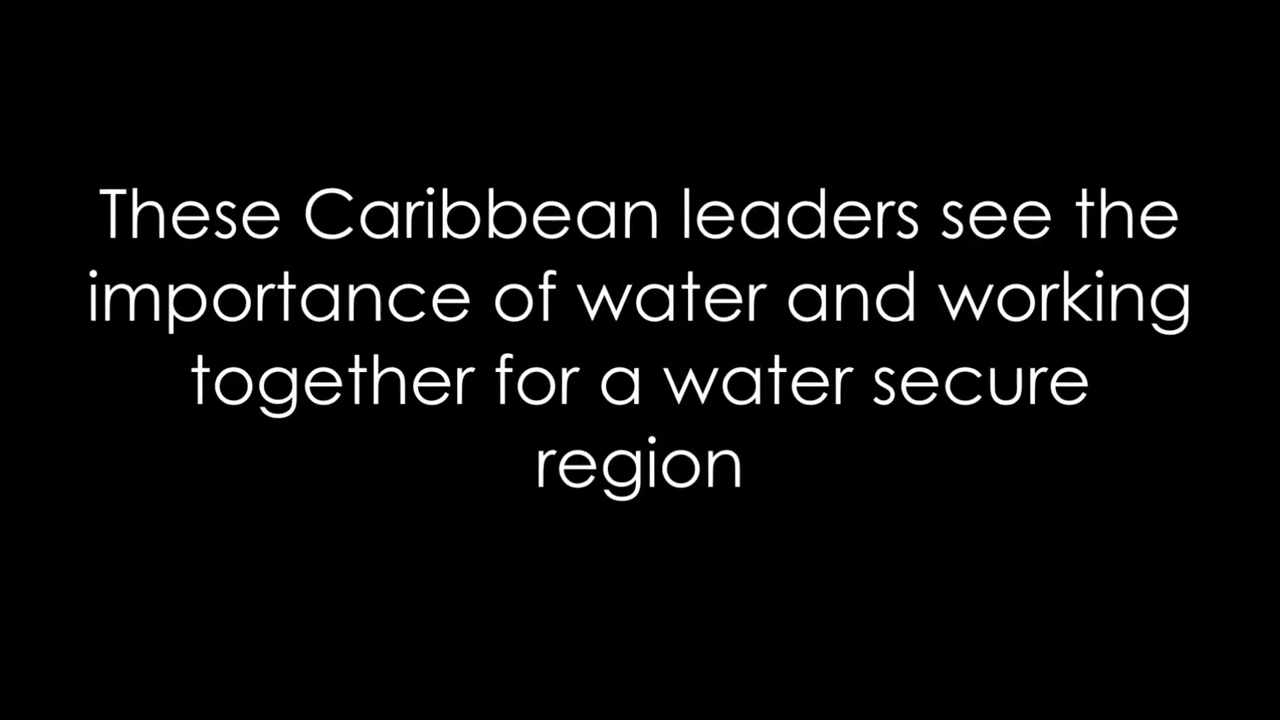 These Caribbean leaders see the
importance of water and working
together for a water secure
region